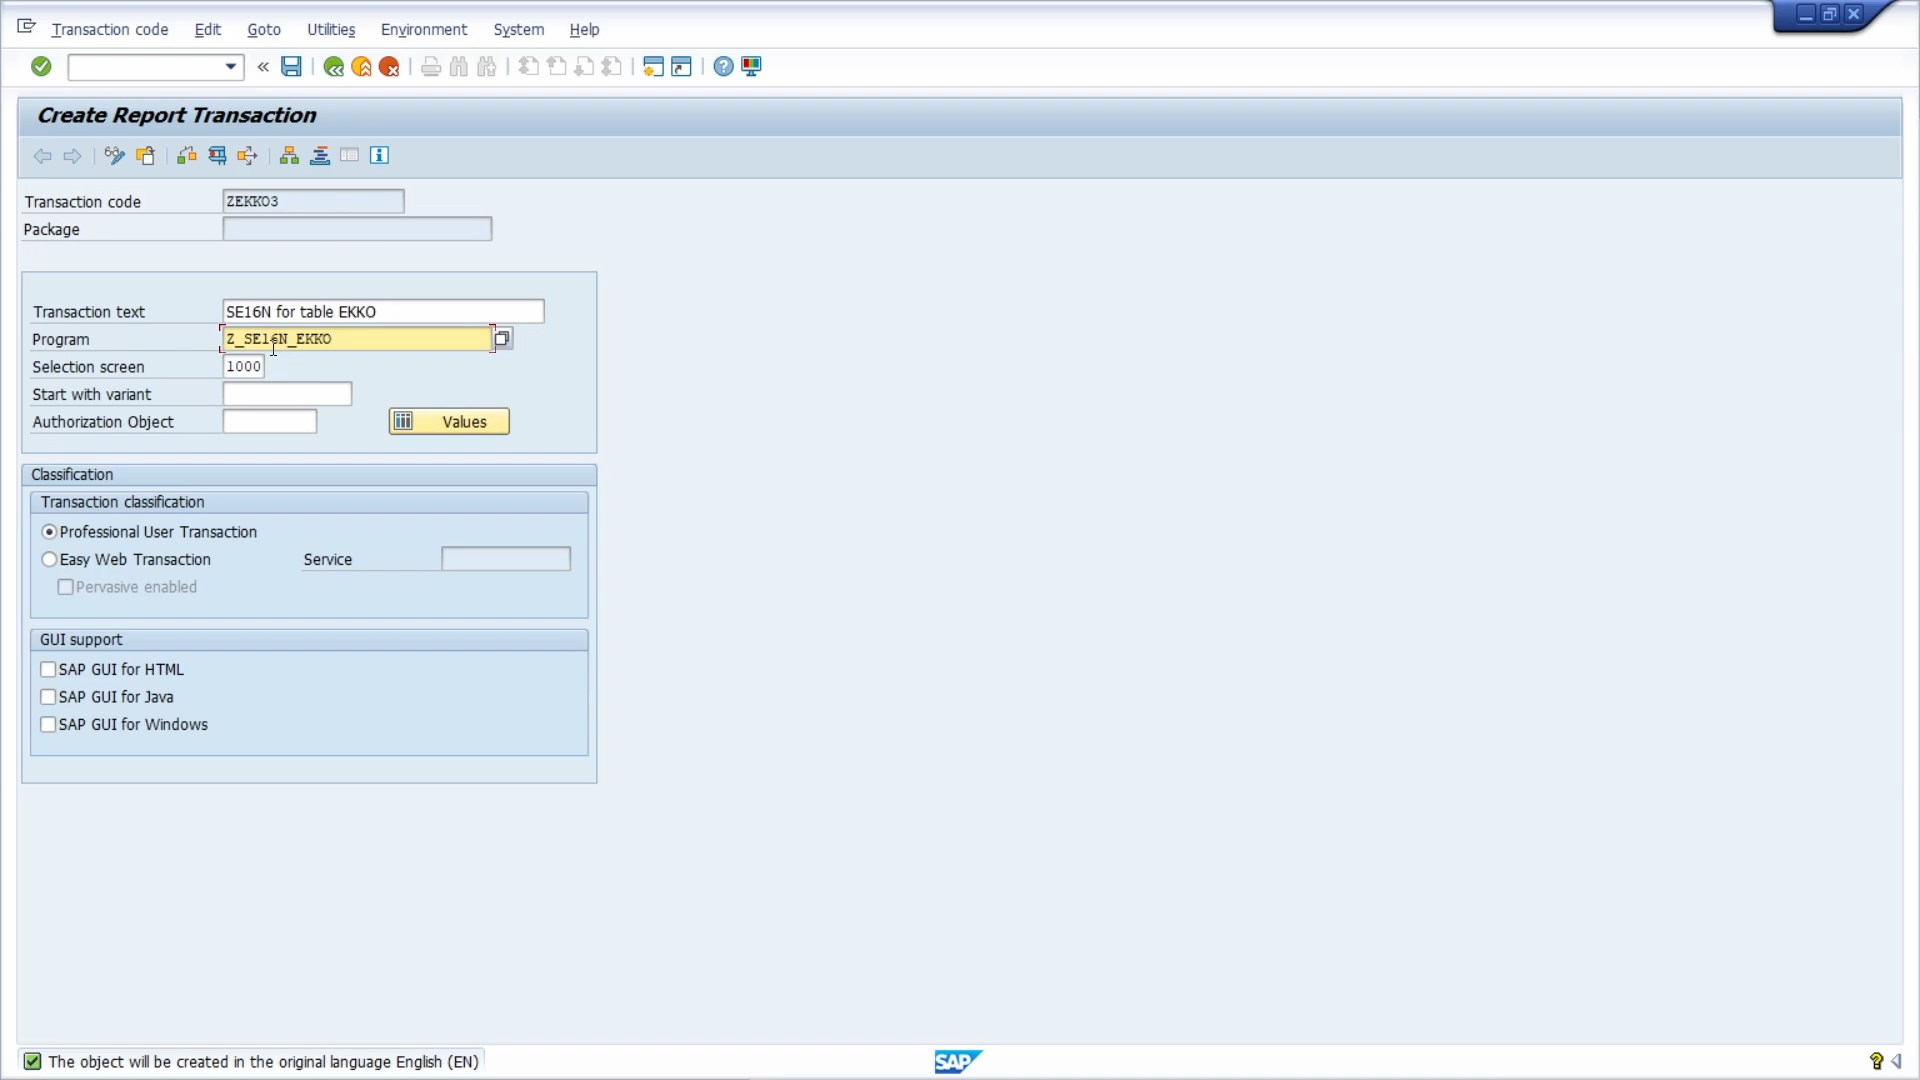 Transaction code Edit Goto Utilities Environment System Help
Create Report Transaction
Transaction code ZEKKO3
Package
Transaction text SE16N for table EKKO
Program Z_SE16N_EKKO
Selection screen 1000
Start with variant
Authorization Object Values
Classification
Transaction classification
Professional User Transaction
Easy Web Transaction Service
Pervasive enabled
GUI support
SAP GUI for HTML
SAP GUI for Java
SAP GUI for Windows
The object will be created in the original language English (EN) SAP